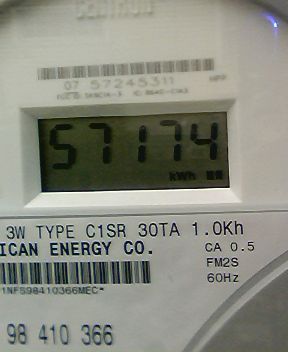 07 57245311
57174
kWh
3W TYPE C1SR 30TA 1.0Kh
ICAN ENERGY CO.
CA 0.5
FM2S
60Hz
98 410 366